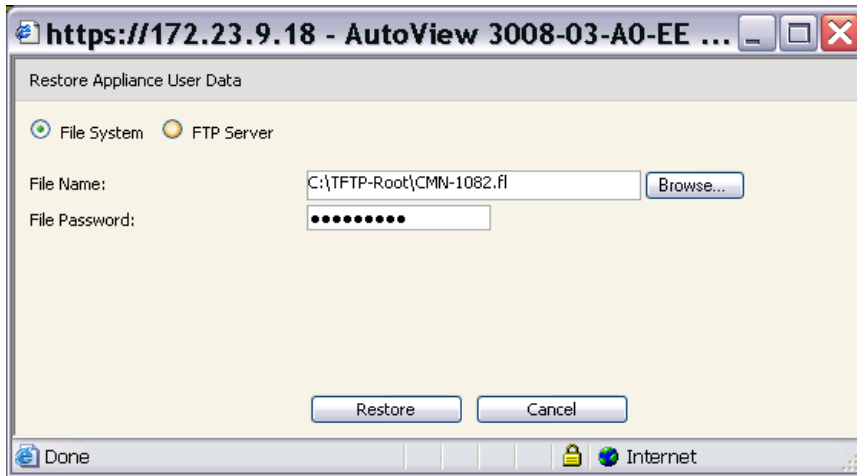 https://172.23.9.18 - AutoView 3008-03-A0-EE ...
Restore Appliance User Data
File System FTP Server
File Name: C:\TFTP-Root\CMN-1082.fl Browse...
File Password: •••••••••
Restore Cancel
Done Internet